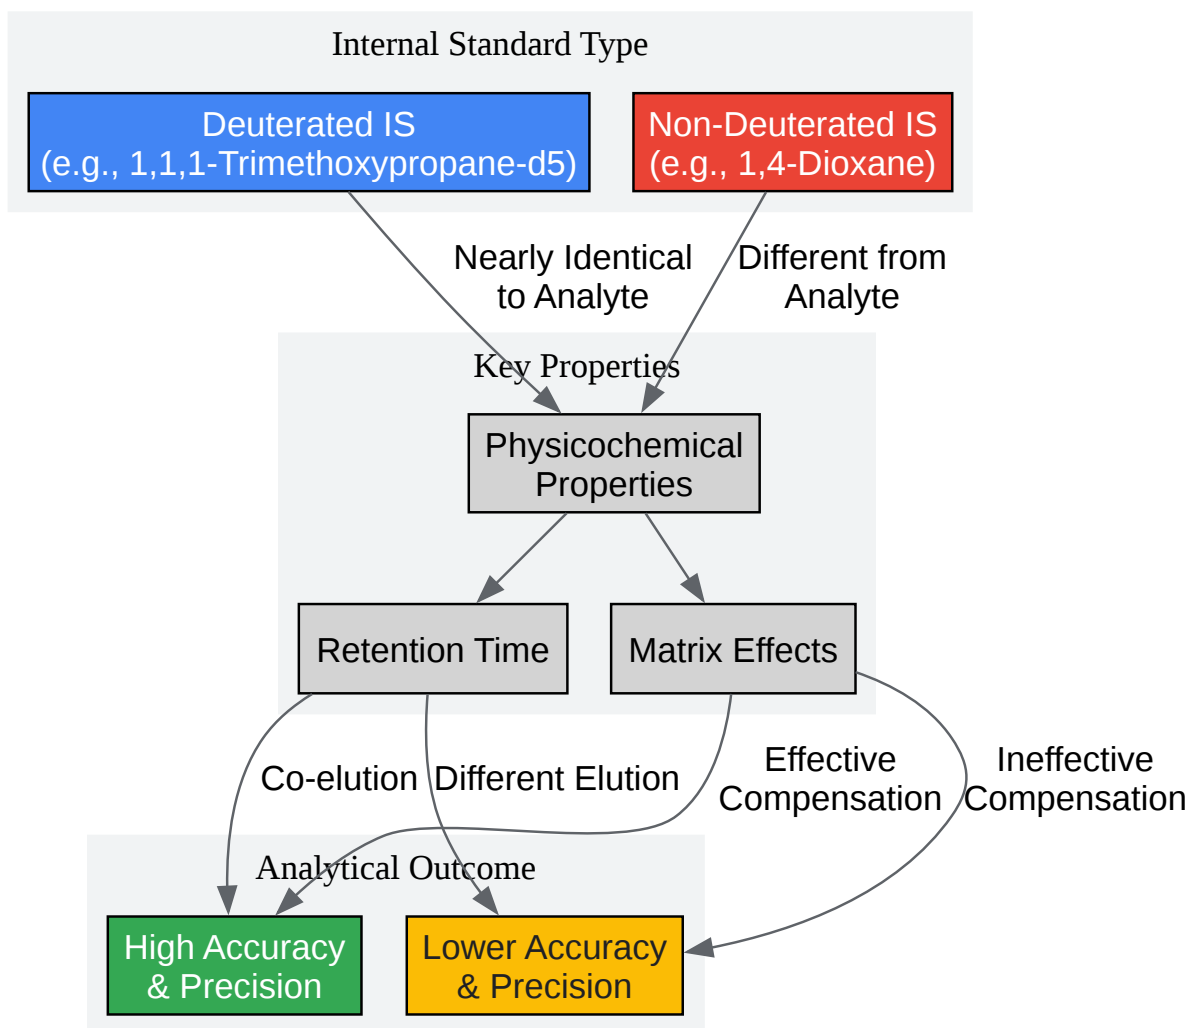 Internal Standard Type
Deuterated IS
(e.g., 1,1,1-Trimethoxypropane-d5)
Non-Deuterated IS
(e.g., 1,4-Dioxane)
Nearly Identical
to Analyte
Different from
Analyte
Key Properties
Physicochemical
Properties
Retention Time
Matrix Effects
Co-elution
Different Elution
Effective
Compensation
Ineffective
Compensation
Analytical Outcome
High Accuracy
& Precision
Lower Accuracy
& Precision